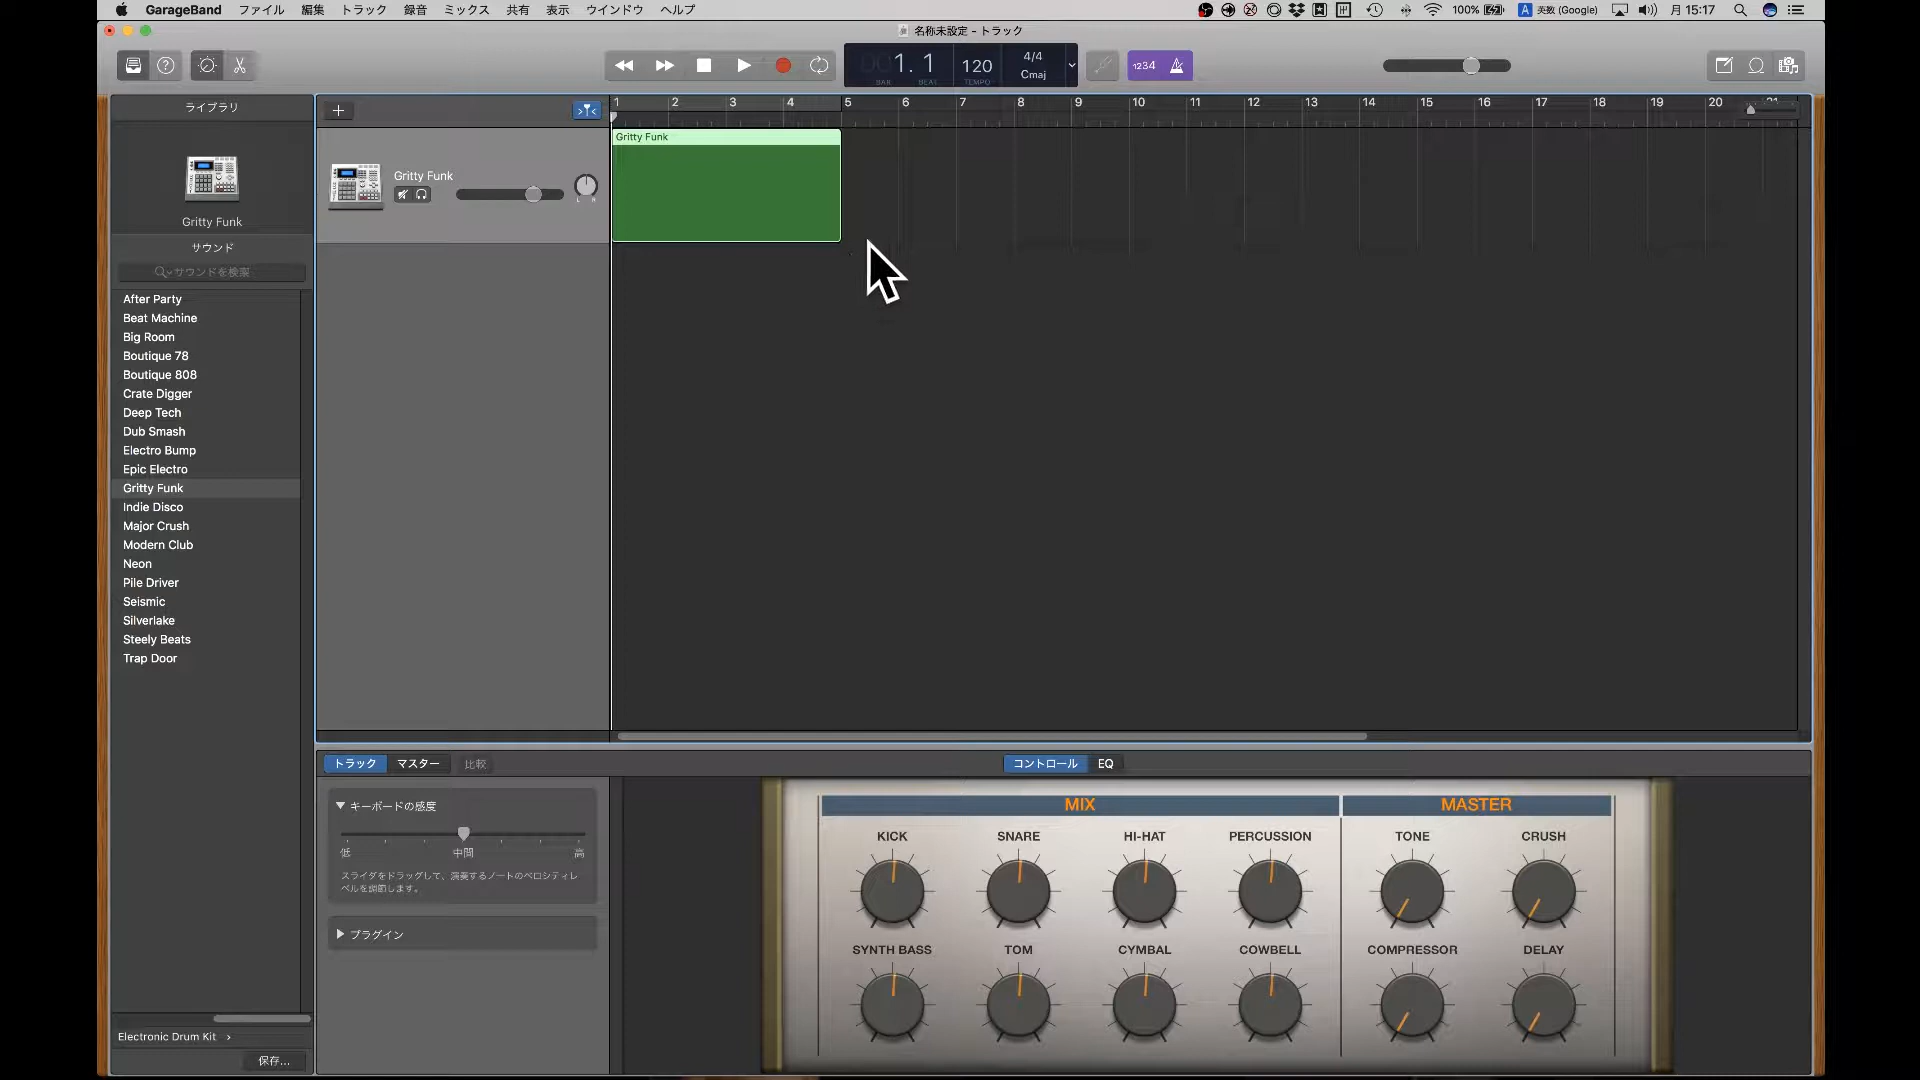 GarageBand ファイル 編集 トラック 録音 ミックス 共有 表示 ウインドウ ヘルプ 100% A 英数 (Google) 月 15:17
名称未設定 - トラック
001. 1 120 4/4 Cmaj 1234
BAR BEAT TEMPO
ライブラリ
1 2 3 4 5 6 7 8 9 10 11 12 13 14 15 16 17 18 19 20 21
Gritty Funk
Gritty Funk
L R
Gritty Funk
サウンド
サウンドを検索
After Party
Beat Machine
Big Room
Boutique 78
Boutique 808
Crate Digger
Deep Tech
Dub Smash
Electro Bump
Epic Electro
Gritty Funk
Indie Disco
Major Crush
Modern Club
Neon
Pile Driver
Seismic
Silverlake
Steely Beats
Trap Door
Electronic Drum Kit ›
保存...
トラック マスター 比較 コントロール EQ
キーボードの感度
低 中間 高
スライダをドラッグして、演奏するノートのベロシティレ
ベルを調節します。
プラグイン
MIX MASTER
KICK SNARE HI-HAT PERCUSSION TONE CRUSH
SYNTH BASS TOM CYMBAL COWBELL COMPRESSOR DELAY